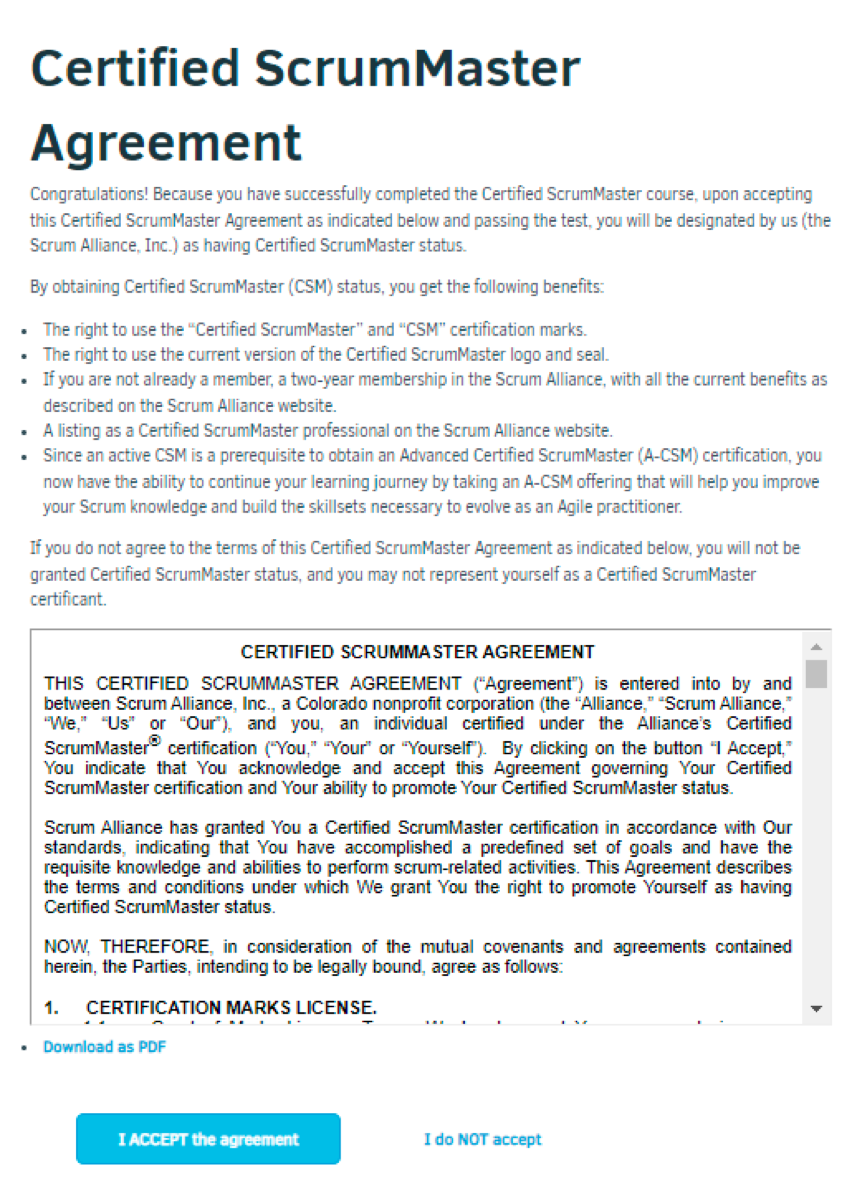 Certified ScrumMaster
Agreement
Congratulations! Because you have successfully completed the Certified ScrumMaster course, upon accepting
this Certified ScrumMaster Agreement as indicated below and passing the test, you will be designated by us (the
Scrum Alliance, Inc.) as having Certified ScrumMaster status.
By obtaining Certified ScrumMaster (CSM) status, you get the following benefits:
• The right to use the “Certified ScrumMaster” and “CSM” certification marks.
• The right to use the current version of the Certified ScrumMaster logo and seal.
• If you are not already a member, a two-year membership in the Scrum Alliance, with all the current benefits as
described on the Scrum Alliance website.
• A listing as a Certified ScrumMaster professional on the Scrum Alliance website.
• Since an active CSM is a prerequisite to obtain an Advanced Certified ScrumMaster (A-CSM) certification, you
now have the ability to continue your learning journey by taking an A-CSM offering that will help you improve
your Scrum knowledge and build the skillsets necessary to evolve as an Agile practitioner.
If you do not agree to the terms of this Certified ScrumMaster Agreement as indicated below, you will not be
granted Certified ScrumMaster status, and you may not represent yourself as a Certified ScrumMaster
certificant.
CERTIFIED SCRUMMASTER AGREEMENT
THIS CERTIFIED SCRUMMASTER AGREEMENT (“Agreement”) is entered into by and
between Scrum Alliance, Inc., a Colorado nonprofit corporation (the “Alliance,” “Scrum Alliance,”
“We,” “Us” or “Our”), and you, an individual certified under the Alliance’s Certified
ScrumMaster® certification (“You,” “Your” or “Yourself”). By clicking on the button “I Accept,”
You indicate that You acknowledge and accept this Agreement governing Your Certified
ScrumMaster certification and Your ability to promote Your Certified ScrumMaster status.
Scrum Alliance has granted You a Certified ScrumMaster certification in accordance with Our
standards, indicating that You have accomplished a predefined set of goals and have the
requisite knowledge and abilities to perform scrum-related activities. This Agreement describes
the terms and conditions under which We grant You the right to promote Yourself as having
Certified ScrumMaster status.
NOW, THEREFORE, in consideration of the mutual covenants and agreements contained
herein, the Parties, intending to be legally bound, agree as follows:
1. CERTIFICATION MARKS LICENSE.
• Download as PDF
I ACCEPT the agreement
I do NOT accept